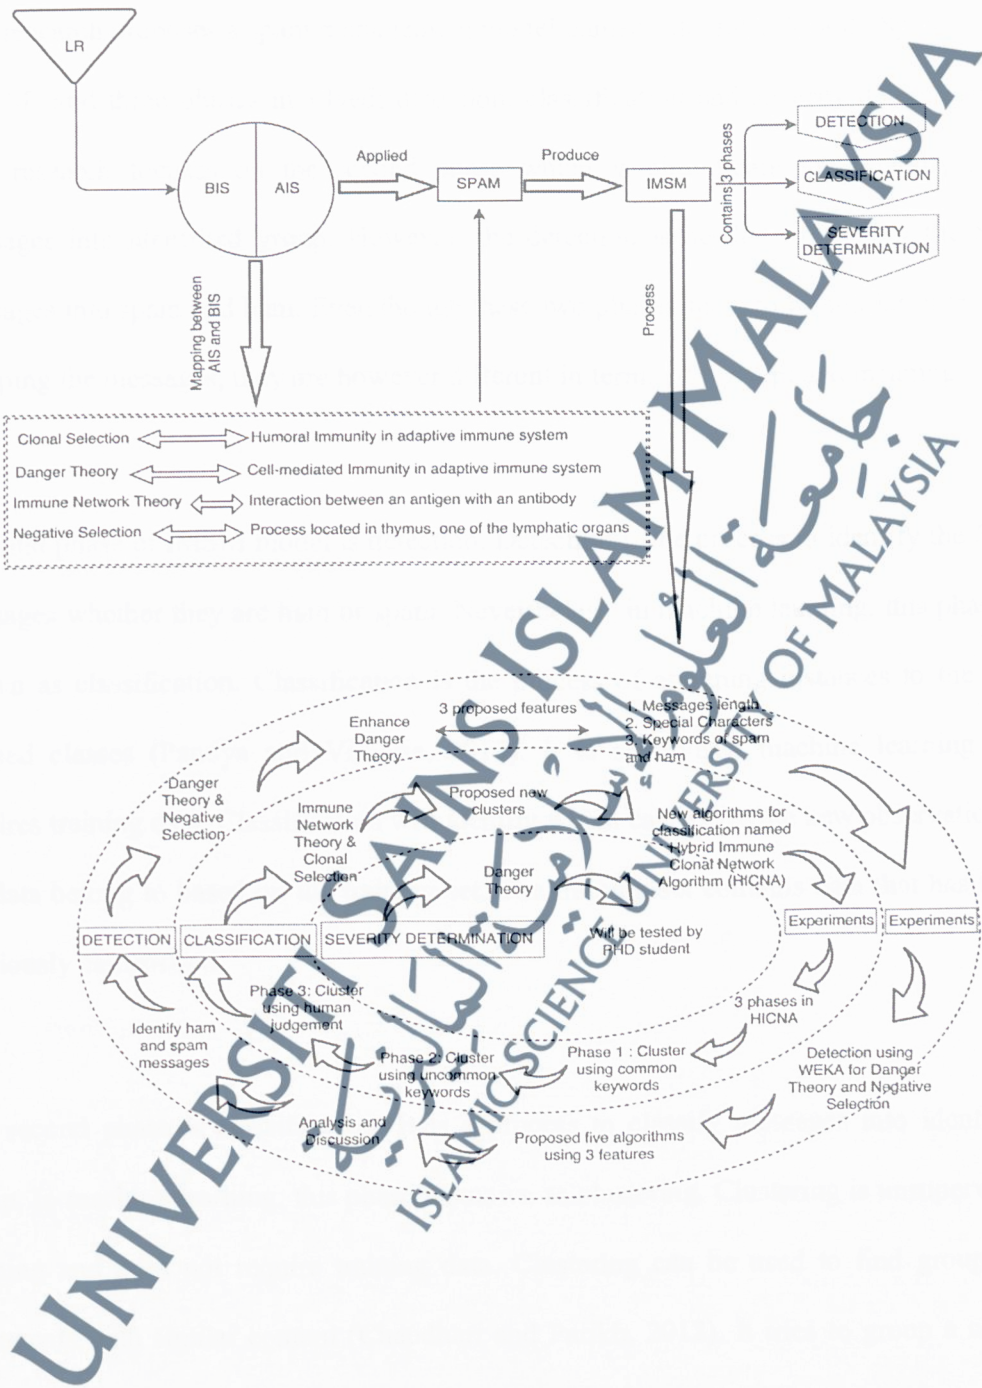 LR
BIS
AIS
Applied
SPAM
Produce
IMSM
Contains 3 phases
DETECTION
CLASSIFICATION
SEVERITY
DETERMINATION
Mapping between
AIS and BIS
Process
Clonal Selection
Humoral Immunity in adaptive immune system
Danger Theory
Cell-mediated Immunity in adaptive immune system
Immune Network Theory
Interaction between an antigen with an antibody
Negative Selection
Process located in thymus, one of the lymphatic organs
Enhance
Danger
Theory
3 proposed features
1. Messages length
2. Special Characters
3. Keywords of spam
and ham
Danger
Theory &
Negative
Selection
Immune
Network
Theory &
Clonal
Selection
Proposed new
clusters
New algorithms for
classification named
Hybrid Immune
Clonal Network
Algorithm (HICNA)
Danger
Theory
DETECTION
CLASSIFICATION
SEVERITY DETERMINATION
Will be tested by
PHD student
Experiments
Experiments
Phase 3: Cluster
using human
judgement
3 phases in
HICNA
Identify ham
and spam
messages
Phase 2: Cluster
using uncommon
keywords
Phase 1 : Cluster
using common
keywords
Detection using
WEKA for Danger
Theory and Negative
Selection
Analysis and
Discussion
Proposed five algorithms
using 3 features
UNIVERSITI SAINS ISLAM MALAYSIA
جامعة العلوم الإسلامية الماليزية
ISLAMIC SCIENCE UNIVERSITY OF MALAYSIA